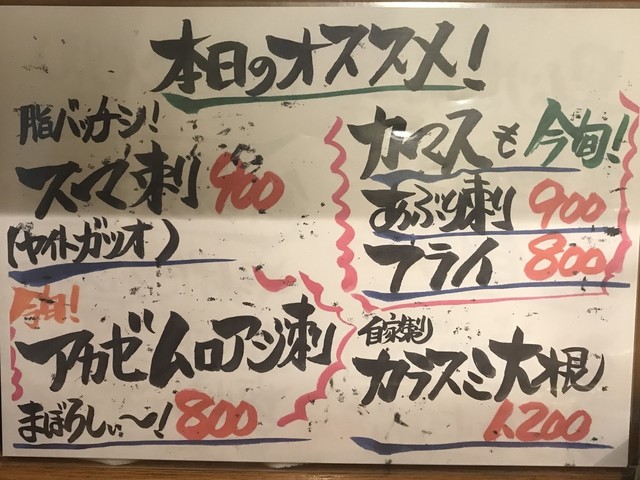 本日のオススメ!
脂バッチシ!
スマ刺 900
(ヤイトガツオ)
カマスも今旬!
あぶり刺 900
フライ 800
今旬!
アカゼムロアジ刺
まぼろしぃ〜! 800
自家製
カラスミ大根
1,200